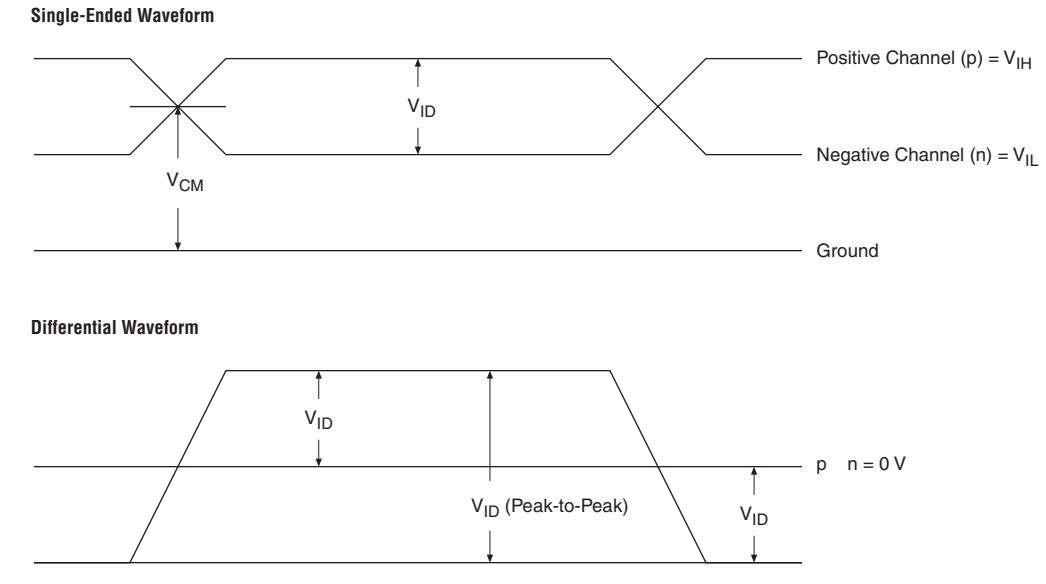 Single-Ended Waveform
Positive Channel (p) = VIH
VID
Negative Channel (n) = VIL
VCM
Ground
Differential Waveform
VID
p n = 0 V
VID (Peak-to-Peak)
VID